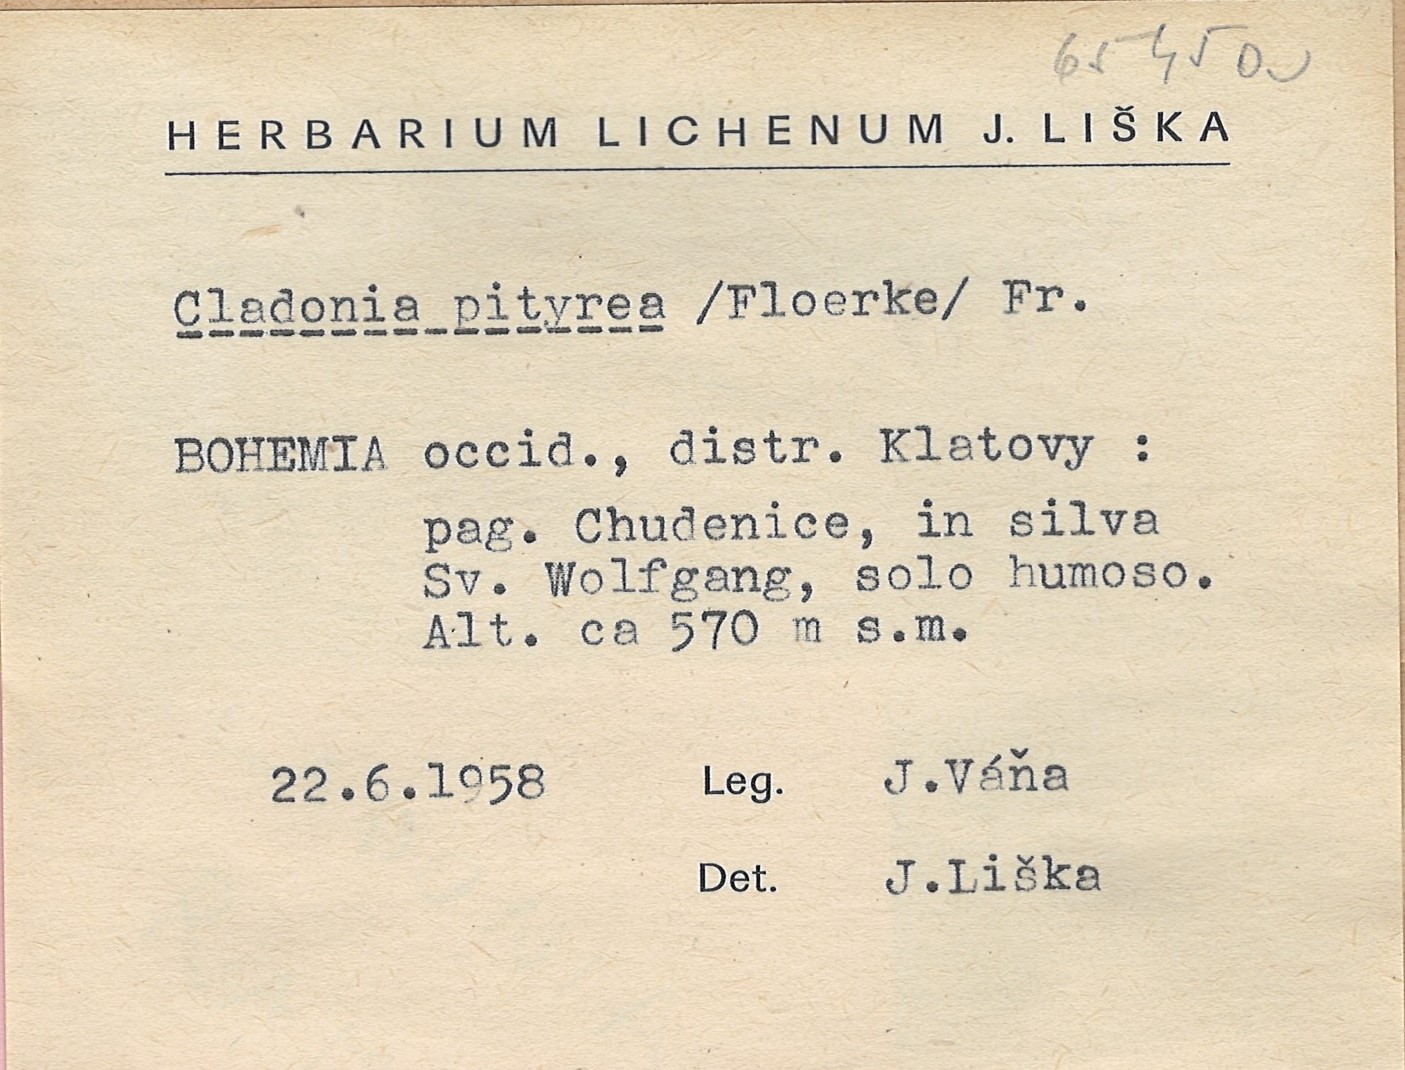 HERBARIUM LICHENUM J. LIŠKA
Cladonia pityrea /Floerke/ Fr.
BOHEMIA occid., distr. Klatovy :
pag. Chudenice, in silva
Sv. Wolfgang, solo humoso.
Alt. ca 570 m s.m.
22.6.1958 Leg. J.Váňa
Det. J.Liška